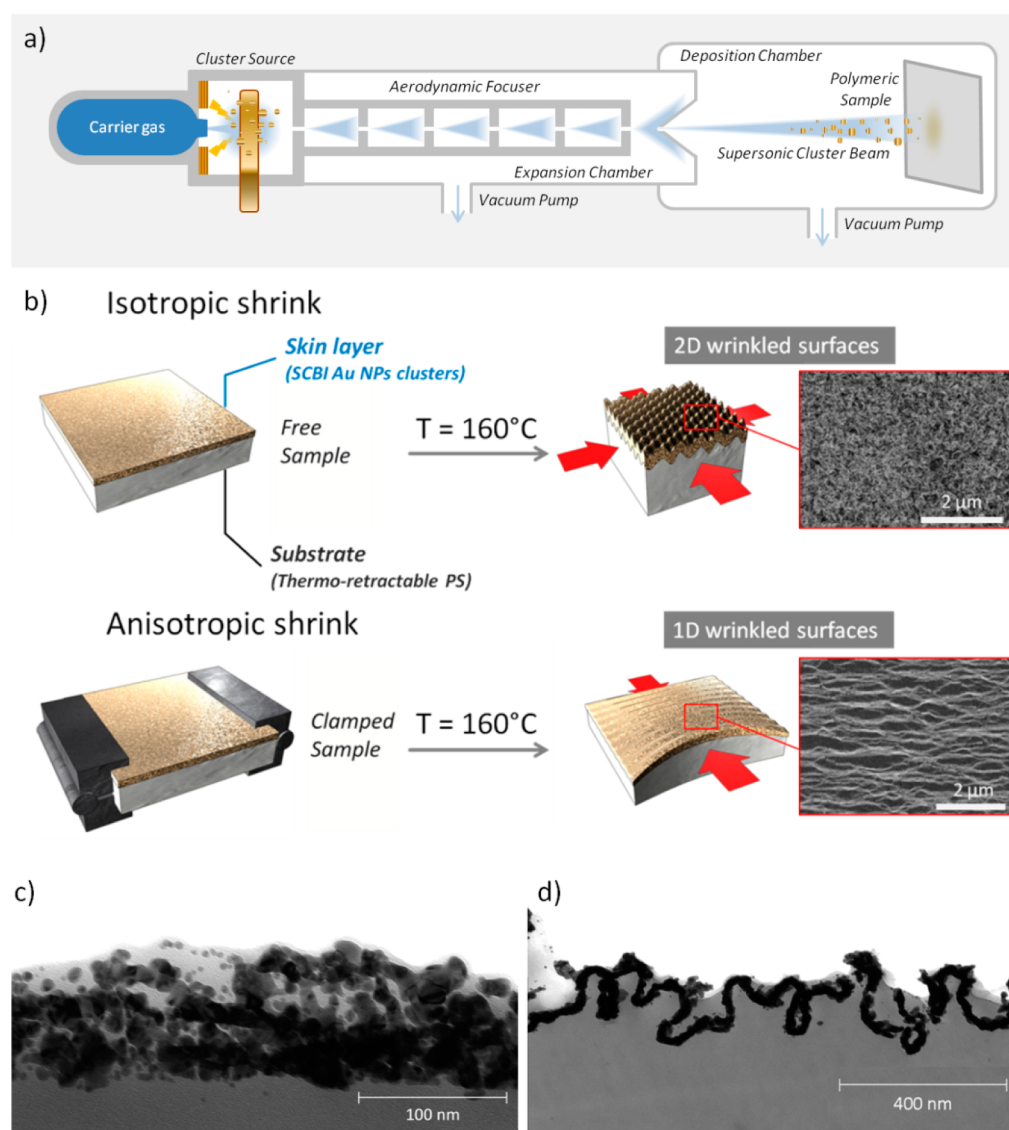 a)
Cluster Source
Carrier gas
Aerodynamic Focuser
Expansion Chamber
Vacuum Pump
Deposition Chamber
Polymeric
Sample
Supersonic Cluster Beam
Vacuum Pump
b)
Isotropic shrink
Skin layer
(SCBI Au NPs clusters)
Free
Sample
T = 160°C
2D wrinkled surfaces
2 µm
Substrate
(Thermo-retractable PS)
Anisotropic shrink
Clamped
Sample
T = 160°C
1D wrinkled surfaces
2 µm
c)
100 nm
d)
400 nm